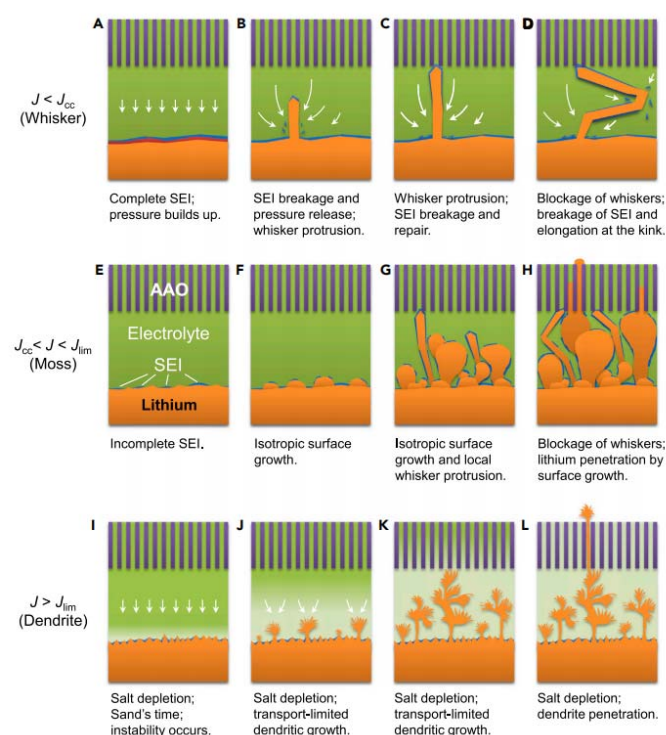 A B C D
J < Jcc
(Whisker)
Complete SEI;
pressure builds up.
SEI breakage and
pressure release;
whisker protrusion.
Whisker protrusion;
SEI breakage and
repair.
Blockage of whiskers;
breakage of SEI and
elongation at the kink.
E F G H
Jcc < J < Jlim
(Moss)
AAO
Electrolyte
SEI
Lithium
Incomplete SEI.
Isotropic surface
growth.
Isotropic surface
growth and local
whisker protrusion.
Blockage of whiskers;
lithium penetration by
surface growth.
I J K L
J > Jlim
(Dendrite)
Salt depletion;
Sand's time;
instability occurs.
Salt depletion;
transport-limited
dendritic growth.
Salt depletion;
transport-limited
dendritic growth.
Salt depletion;
dendrite penetration.